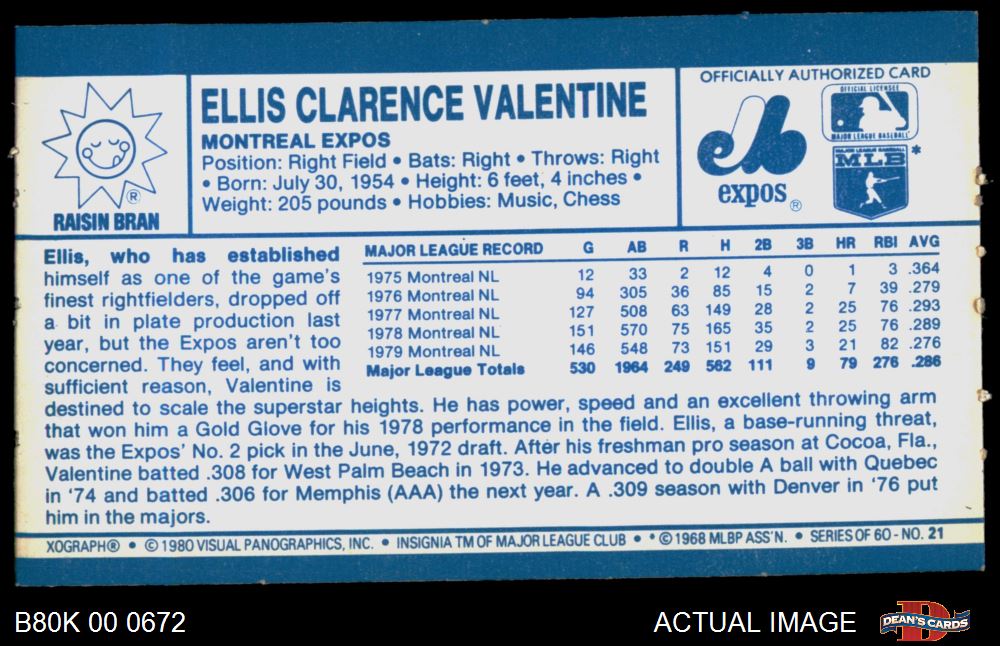 RAISIN BRAN
®
ELLIS CLARENCE VALENTINE
MONTREAL EXPOS
Position: Right Field • Bats: Right • Throws: Right
• Born: July 30, 1954 • Height: 6 feet, 4 inches •
Weight: 205 pounds • Hobbies: Music, Chess
OFFICIALLY AUTHORIZED CARD
eb
expos ®
OFFICIAL LICENSEE
MAJOR LEAGUE BASEBALL
MAJOR LEAGUE BASEBALL
MLB *
Ellis, who has established
himself as one of the game's
finest rightfielders, dropped off
a bit in plate production last
year, but the Expos aren't too
concerned. They feel, and with
sufficient reason, Valentine is
MAJOR LEAGUE RECORD G AB R H 2B 3B HR RBI AVG
1975 Montreal NL 12 33 2 12 4 0 1 3 .364
1976 Montreal NL 94 305 36 85 15 2 7 39 .279
1977 Montreal NL 127 508 63 149 28 2 25 76 .293
1978 Montreal NL 151 570 75 165 35 2 25 76 .289
1979 Montreal NL 146 548 73 151 29 3 21 82 .276
Major League Totals 530 1964 249 562 111 9 79 276 .286
destined to scale the superstar heights. He has power, speed and an excellent throwing arm
that won him a Gold Glove for his 1978 performance in the field. Ellis, a base-running threat,
was the Expos' No. 2 pick in the June, 1972 draft. After his freshman pro season at Cocoa, Fla.,
Valentine batted .308 for West Palm Beach in 1973. He advanced to double A ball with Quebec
in '74 and batted .306 for Memphis (AAA) the next year. A .309 season with Denver in '76 put
him in the majors.
XOGRAPH® • © 1980 VISUAL PANOGRAPHICS, INC. • INSIGNIA TM OF MAJOR LEAGUE CLUB • * © 1968 MLBP ASS'N. • SERIES OF 60 - NO. 21
B80K 00 0672
ACTUAL IMAGE
D
DEAN'S CARDS